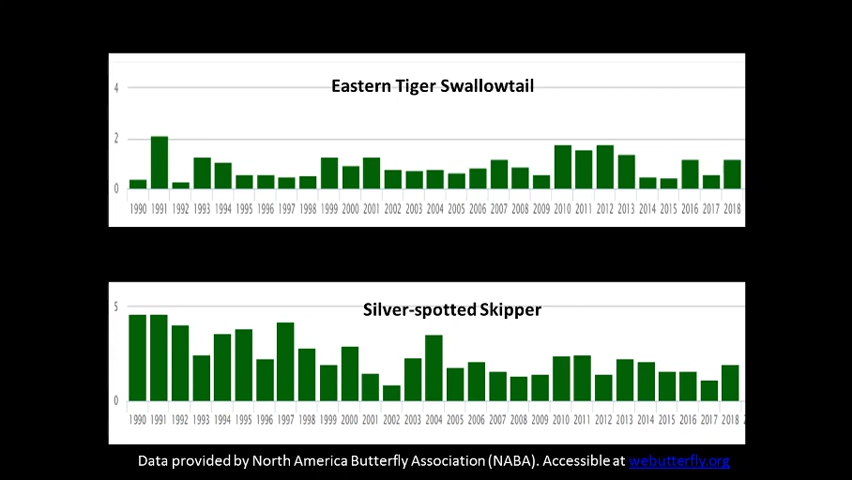 Eastern Tiger Swallowtail
4
2
0
1990 1991 1992 1993 1994 1995 1996 1997 1998 1999 2000 2001 2002 2003 2004 2005 2006 2007 2008 2009 2010 2011 2012 2013 2014 2015 2016 2017 2018
Silver-spotted Skipper
5
0
1990 1991 1992 1993 1994 1995 1996 1997 1998 1999 2000 2001 2002 2003 2004 2005 2006 2007 2008 2009 2010 2011 2012 2013 2014 2015 2016 2017 2018
Data provided by North America Butterfly Association (NABA). Accessible at webutterfly.org